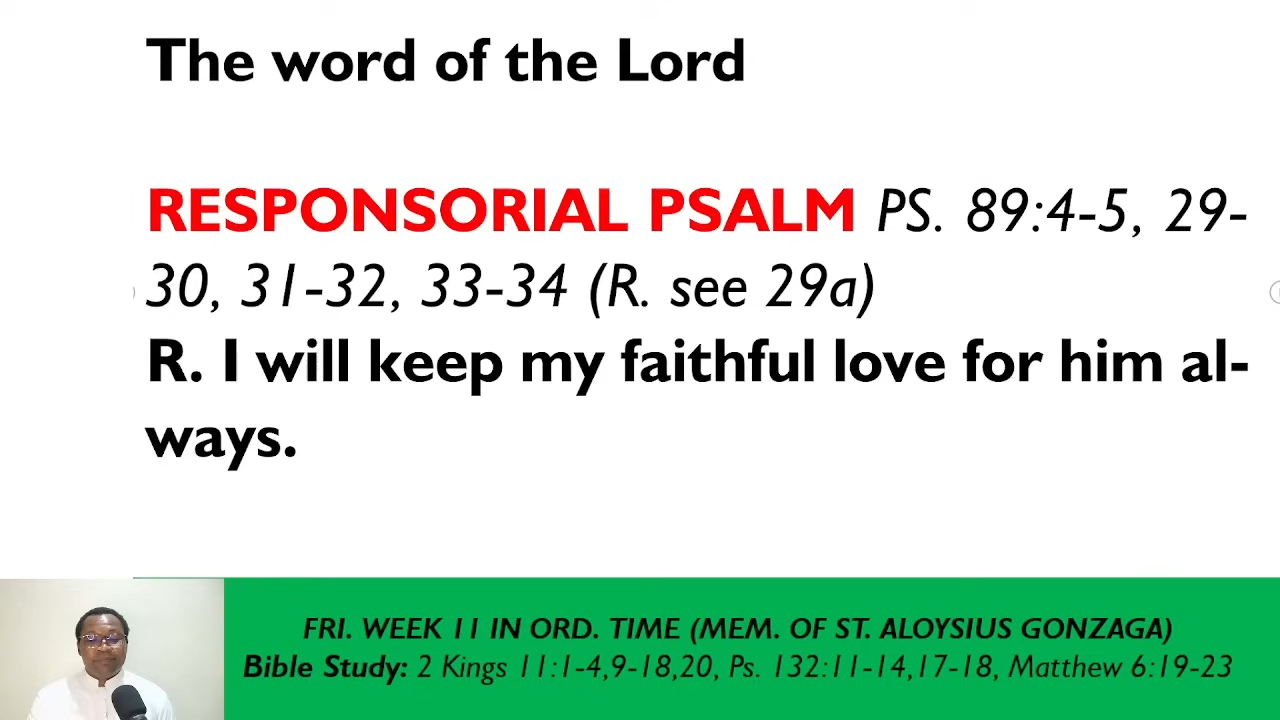 The word of the Lord
RESPONSORIAL PSALM PS. 89:4-5, 29-
30, 31-32, 33-34 (R. see 29a)
R. I will keep my faithful love for him al-
ways.
FRI. WEEK 11 IN ORD. TIME (MEM. OF ST. ALOYSIUS GONZAGA)
Bible Study: 2 Kings 11:1-4,9-18,20, Ps. 132:11-14,17-18, Matthew 6:19-23